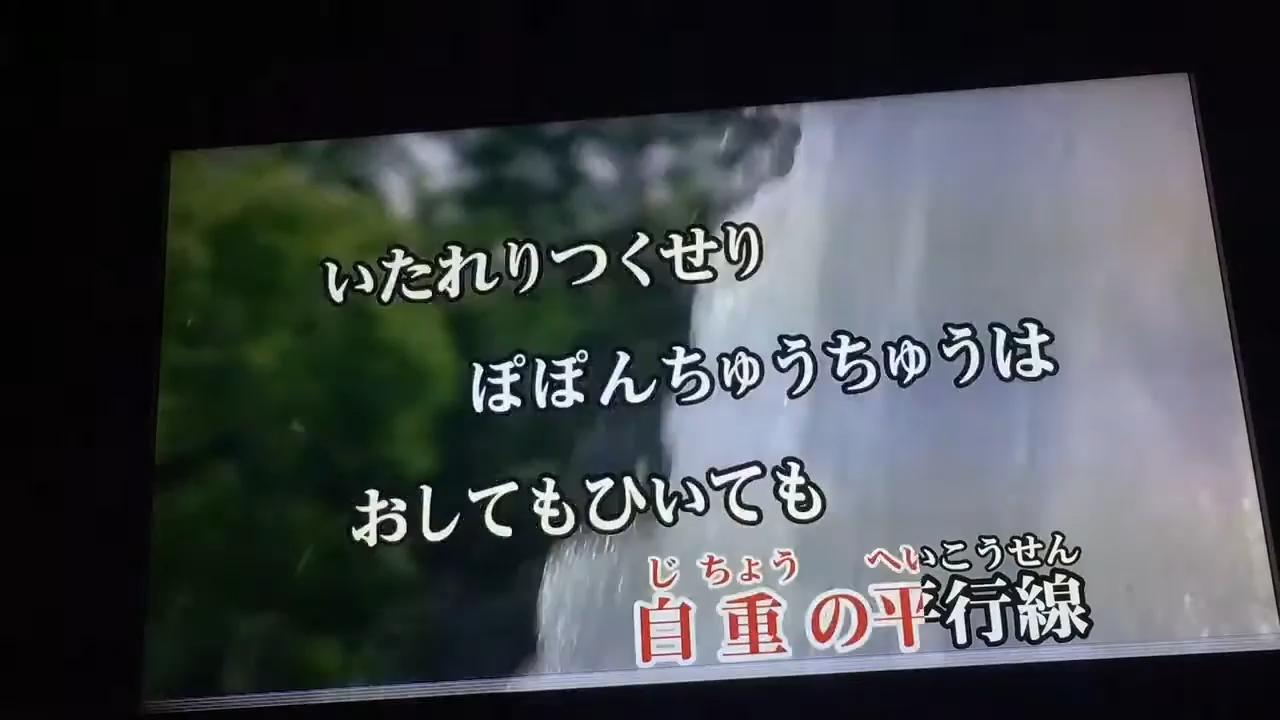 いたれりつくせり
ぽぽんちゅうちゅうは
おしてもひいても
じちょう へいこうせん
自重の平行線